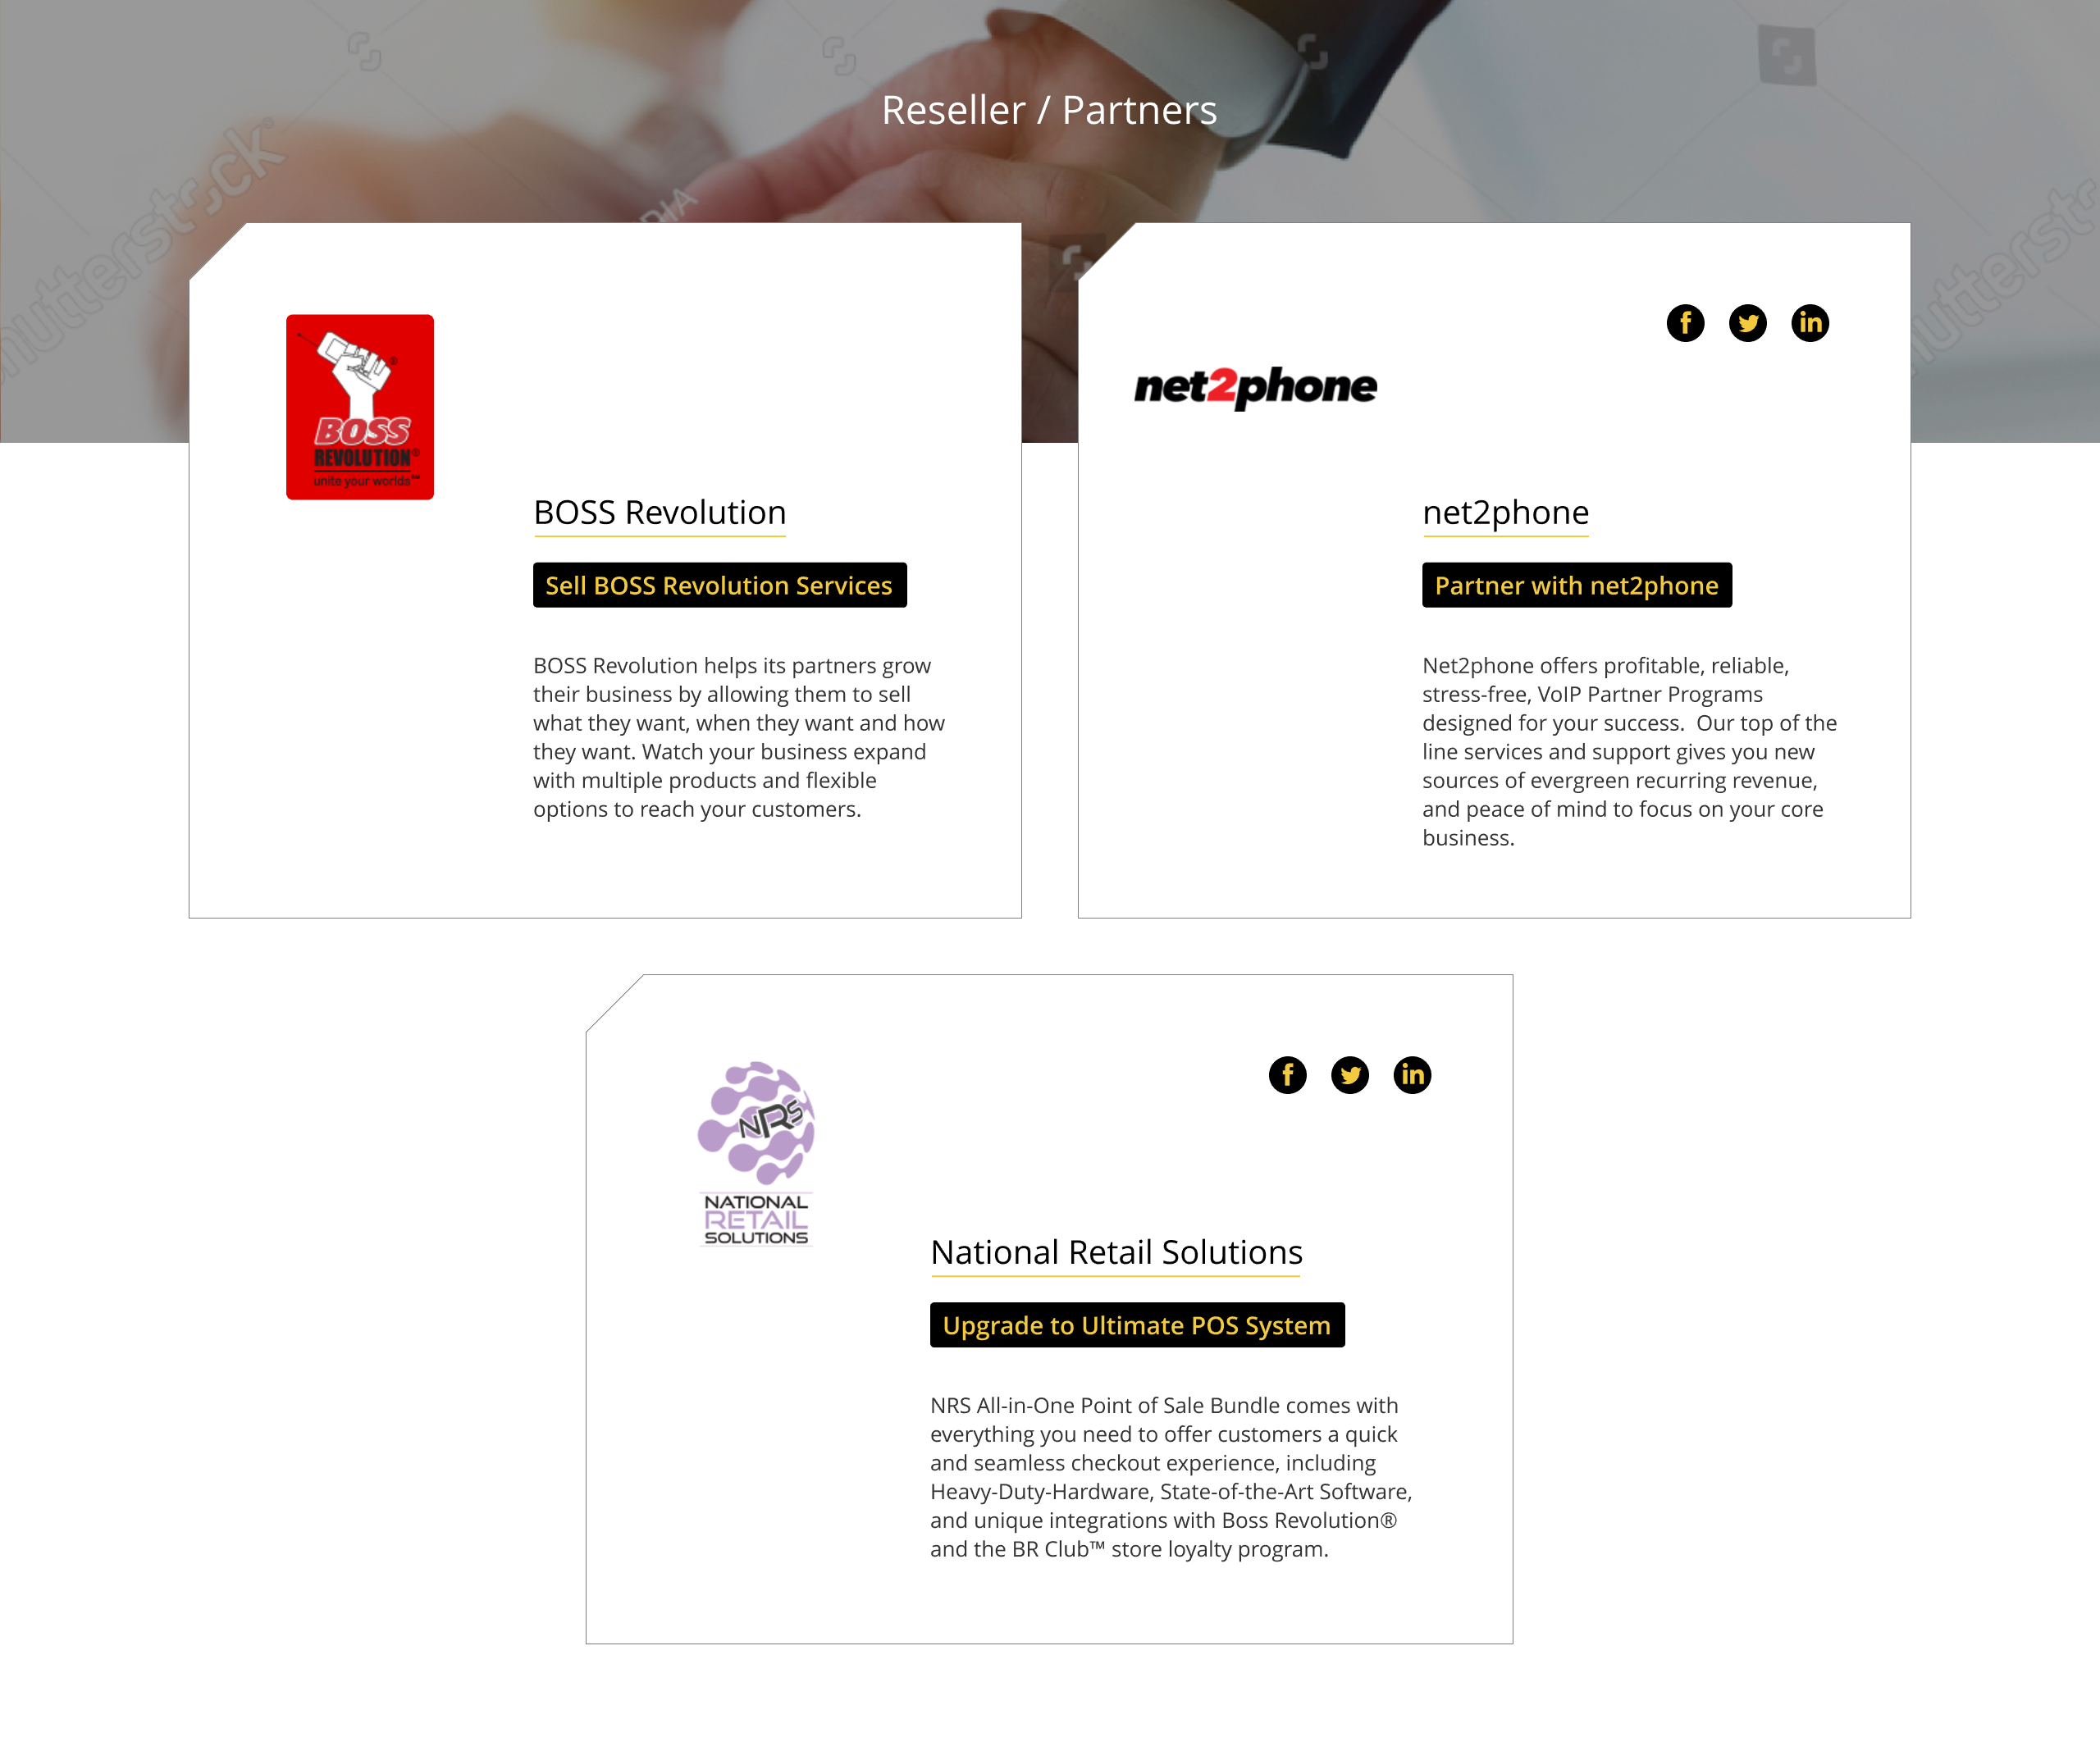 Reseller / Partners
BOSS
REVOLUTION®
unite your worlds℠
BOSS Revolution
Sell BOSS Revolution Services
BOSS Revolution helps its partners grow
their business by allowing them to sell
what they want, when they want and how
they want. Watch your business expand
with multiple products and flexible
options to reach your customers.
net2phone
net2phone
Partner with net2phone
Net2phone offers profitable, reliable,
stress-free, VoIP Partner Programs
designed for your success.  Our top of the
line services and support gives you new
sources of evergreen recurring revenue,
and peace of mind to focus on your core
business.
NRS
NATIONAL
RETAIL
SOLUTIONS
National Retail Solutions
Upgrade to Ultimate POS System
NRS All-in-One Point of Sale Bundle comes with
everything you need to offer customers a quick
and seamless checkout experience, including
Heavy-Duty-Hardware, State-of-the-Art Software,
and unique integrations with Boss Revolution®
and the BR Club™ store loyalty program.